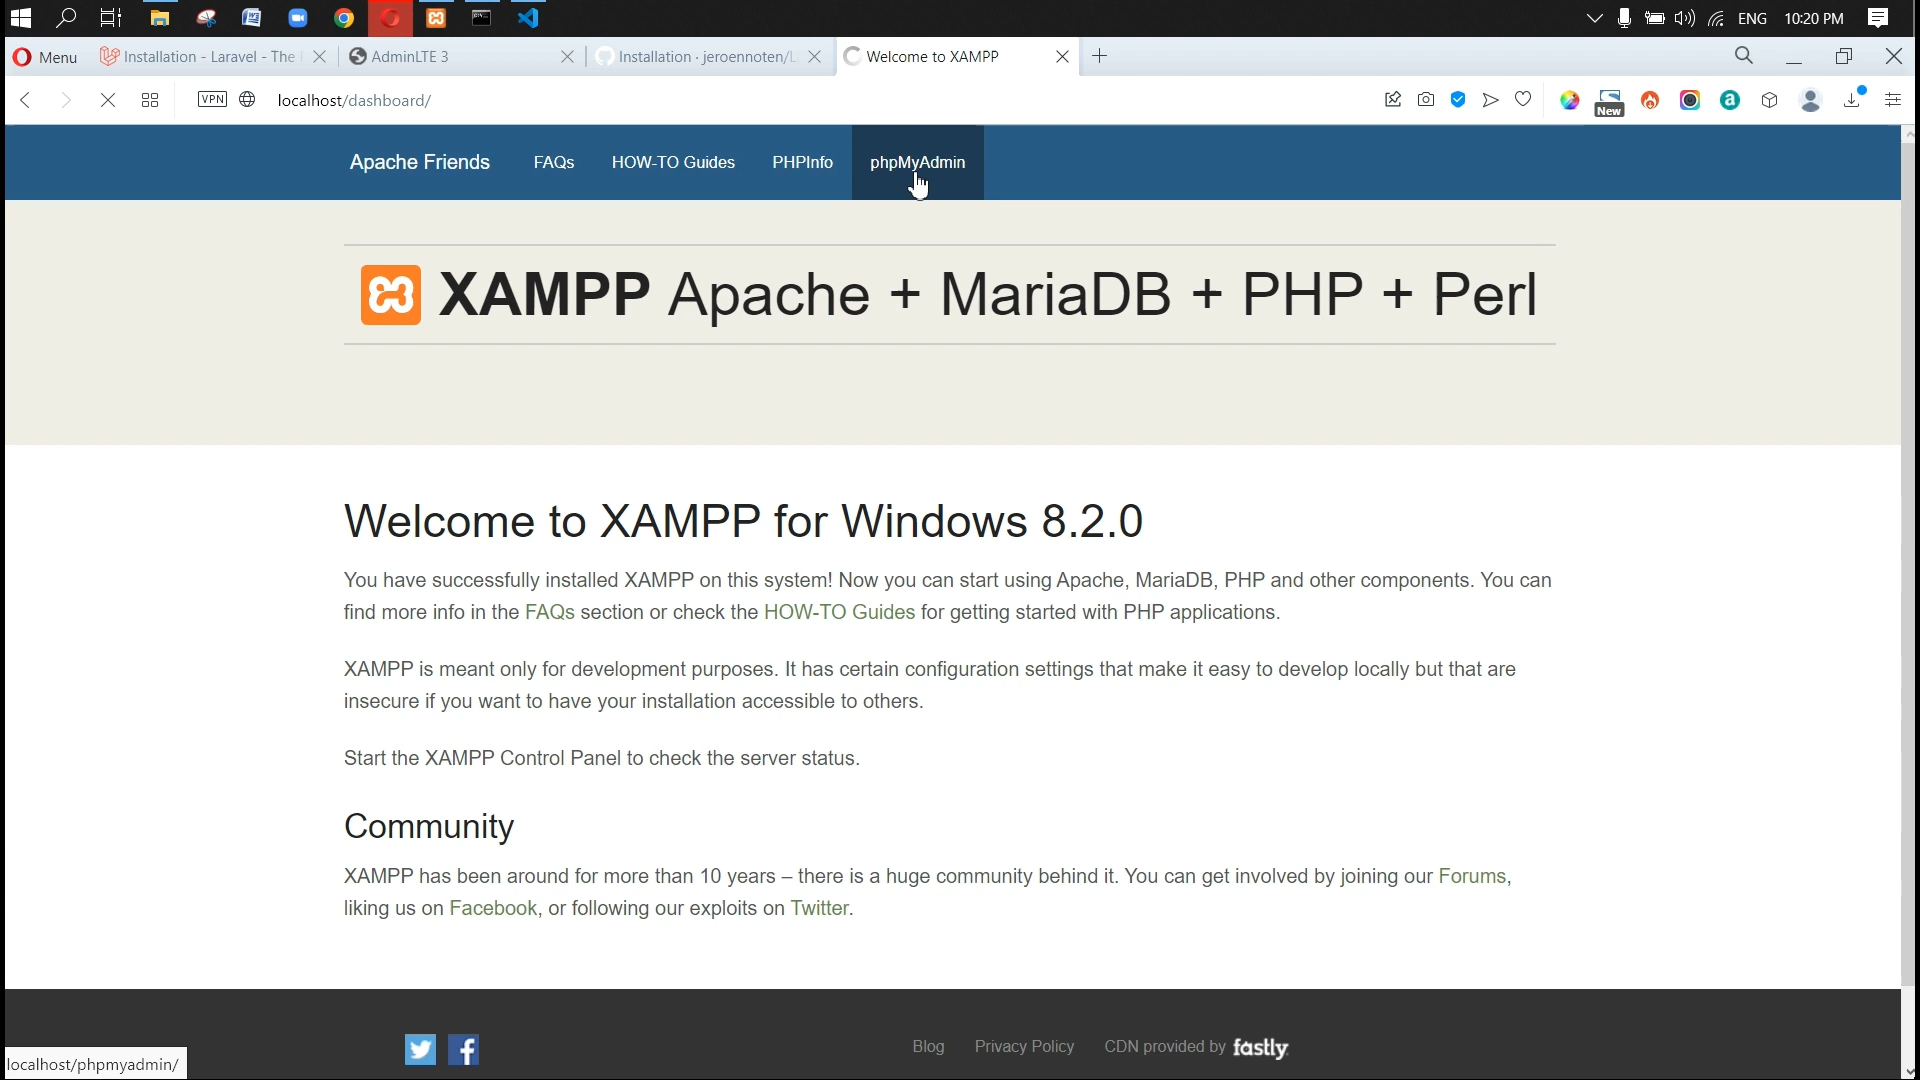 ENG 10:20 PM
Menu Installation - Laravel - The AdminLTE 3 Installation · jeroennoten/L Welcome to XAMPP
VPN localhost/dashboard/ New
Apache Friends FAQs HOW-TO Guides PHPInfo phpMyAdmin
XAMPP Apache + MariaDB + PHP + Perl
Welcome to XAMPP for Windows 8.2.0
You have successfully installed XAMPP on this system! Now you can start using Apache, MariaDB, PHP and other components. You can
find more info in the FAQs section or check the HOW-TO Guides for getting started with PHP applications.
XAMPP is meant only for development purposes. It has certain configuration settings that make it easy to develop locally but that are
insecure if you want to have your installation accessible to others.
Start the XAMPP Control Panel to check the server status.
Community
XAMPP has been around for more than 10 years – there is a huge community behind it. You can get involved by joining our Forums,
liking us on Facebook, or following our exploits on Twitter.
Blog Privacy Policy CDN provided by fastly
localhost/phpmyadmin/